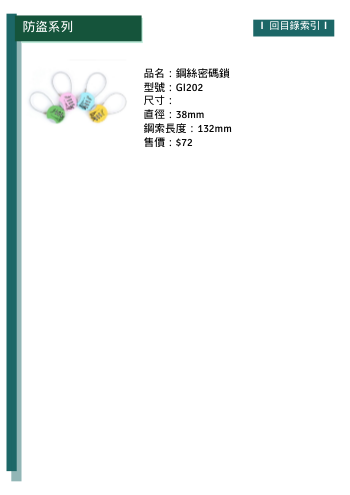 防盜系列
I 回目錄索引 I
品名：鋼絲密碼鎖
型號：GI202
尺寸：
直徑：38mm
鋼索長度：132mm
售價：$72